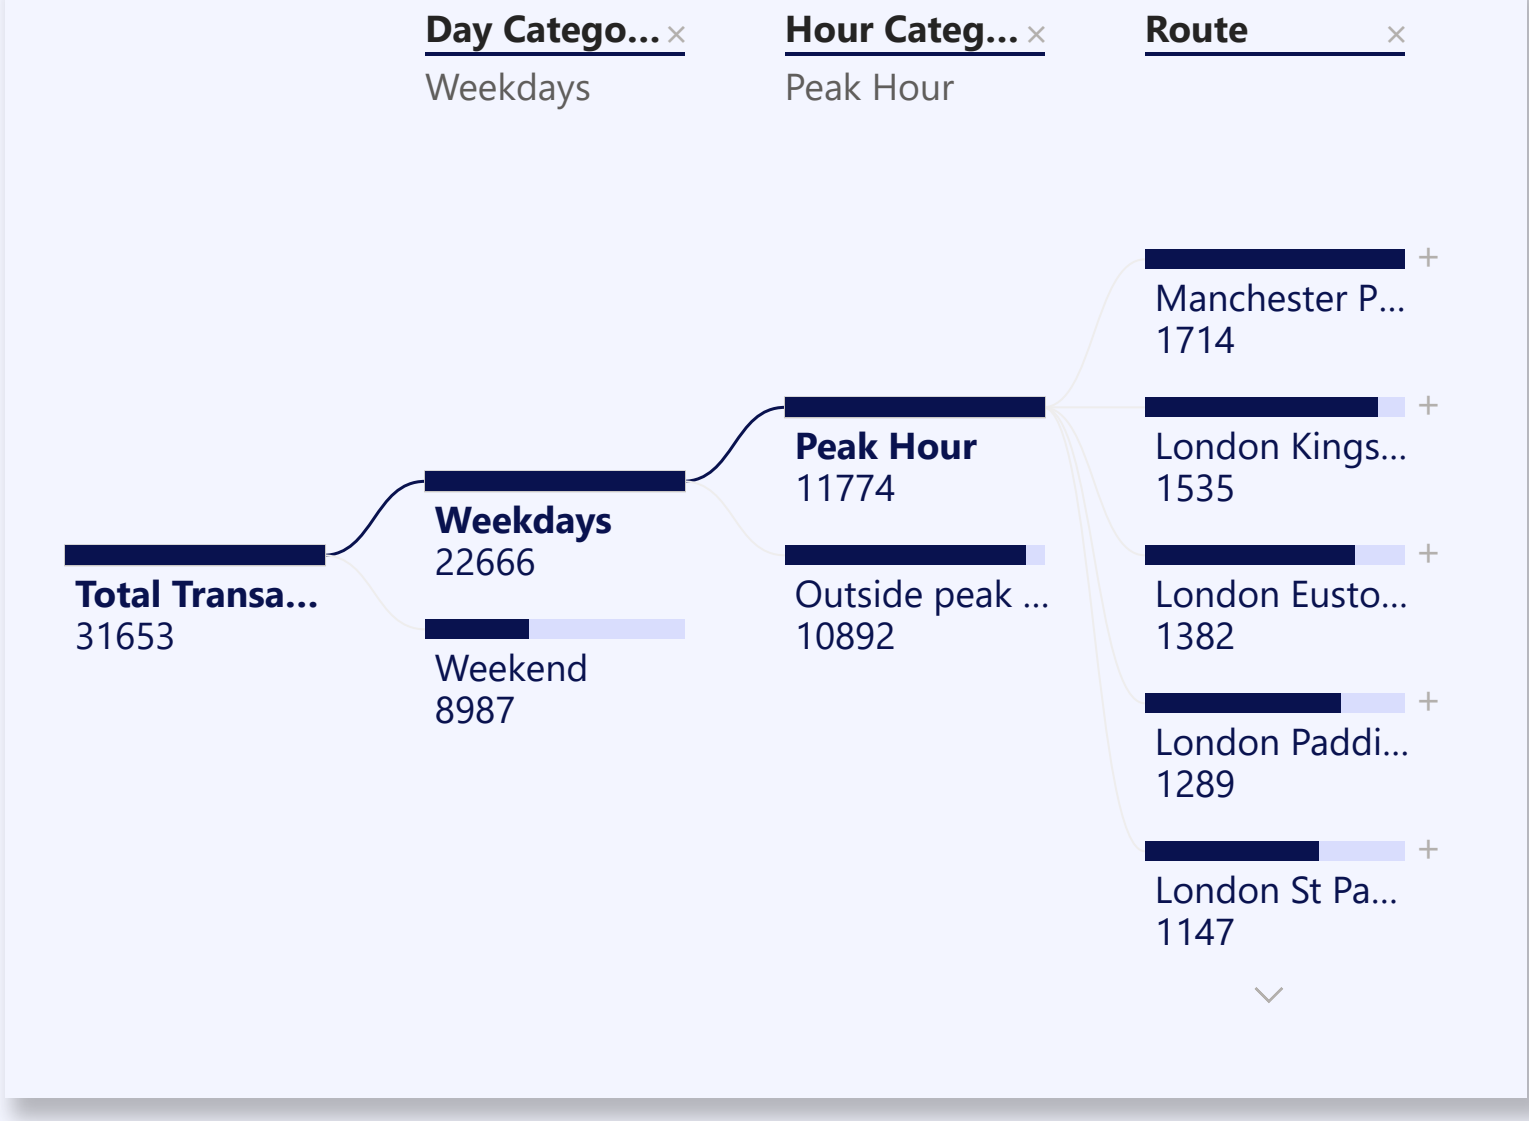 Day Catego...
Hour Categ...
Route
Weekdays
Peak Hour
Total Transa...
31653
Weekdays
22666
Weekend
8987
Peak Hour
11774
Outside peak ...
10892
Manchester P...
1714
London Kings...
1535
London Eusto...
1382
London Paddi...
1289
London St Pa...
1147